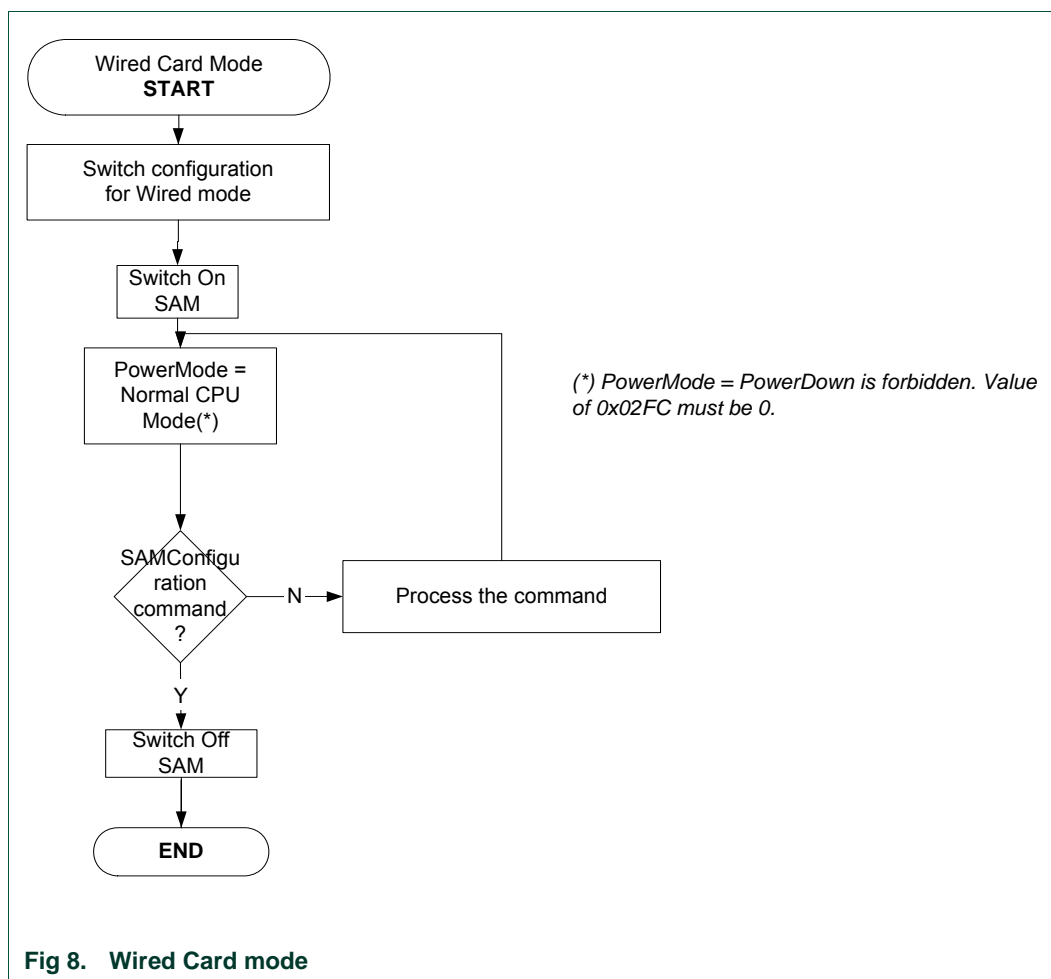 Wired Card Mode
START
Switch configuration
for Wired mode
Switch On
SAM
PowerMode =
Normal CPU
Mode(*)
(*) PowerMode = PowerDown is forbidden. Value
of 0x02FC must be 0.
SAMConfigu
ration
command
?
N
Process the command
Y
Switch Off
SAM
END
Fig 8. Wired Card mode